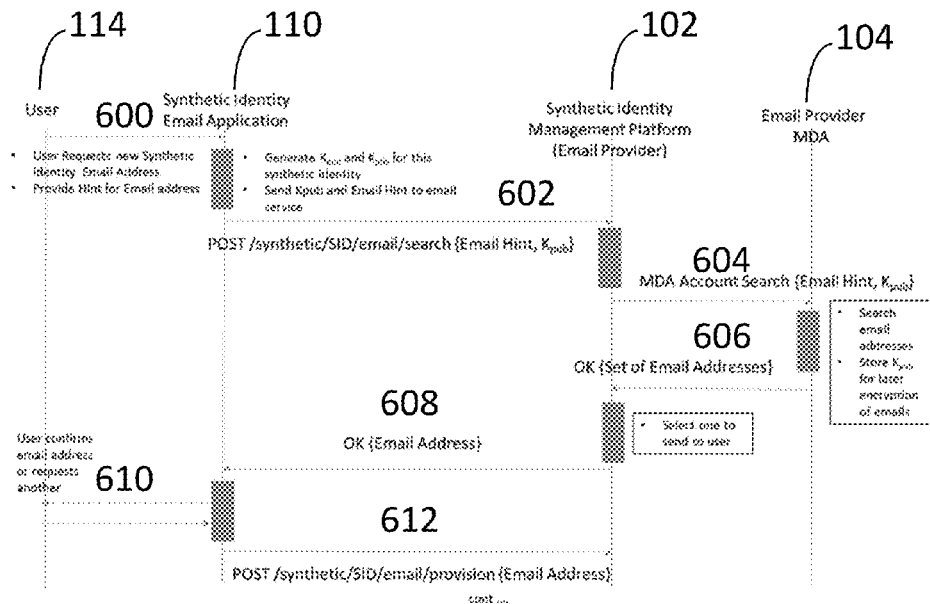 114
110
102
104
User
600
Synthetic Identity
Email Application
Synthetic Identity
Management Platform
(Email Provider)
Email Provider
MDA
• User Requests new Synthetic
Identity Email Address
• Provide Hint for Email address
• Generate and Kpub for this
synthetic identity
• Send Kpub and Email Hint to email
service
602
POST /synthetic/SID/email/search {Email Hint, Kpub}
604
MDA Account Search {Email Hint, Kpub}
• Search
email
addresses
• Store Kpub
for later
encryption
of emails
606
OK {Set of Email Addresses}
608
OK {Email Address}
• Select one to
send to user
User confirms
email address
or requests
another
610
612
POST /synthetic/SID/email/provision {Email Address}
cont ...